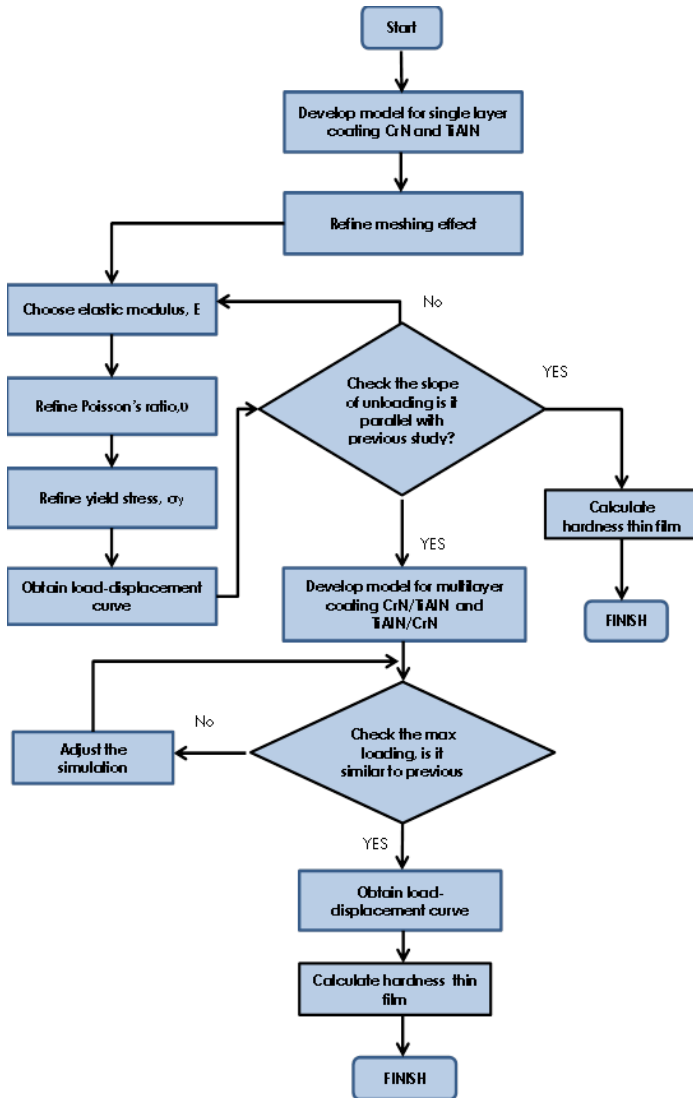 Start
Develop model for single layer
coating CrN and TiAlN
Refine meshing effect
Choose elastic modulus, E
No
Check the slope
of unloading is it
parallel with
previous study?
YES
Refine Poisson's ratio,υ
Refine yield stress, σy
Calculate
hardness thin film
YES
Obtain load-displacement
curve
Develop model for multilayer
coating CrN/TiAlN and
TiAlN/CrN
FINISH
No
Check the max
loading, is it
similar to previous
Adjust the
simulation
YES
Obtain load-
displacement curve
Calculate hardness thin
film
FINISH